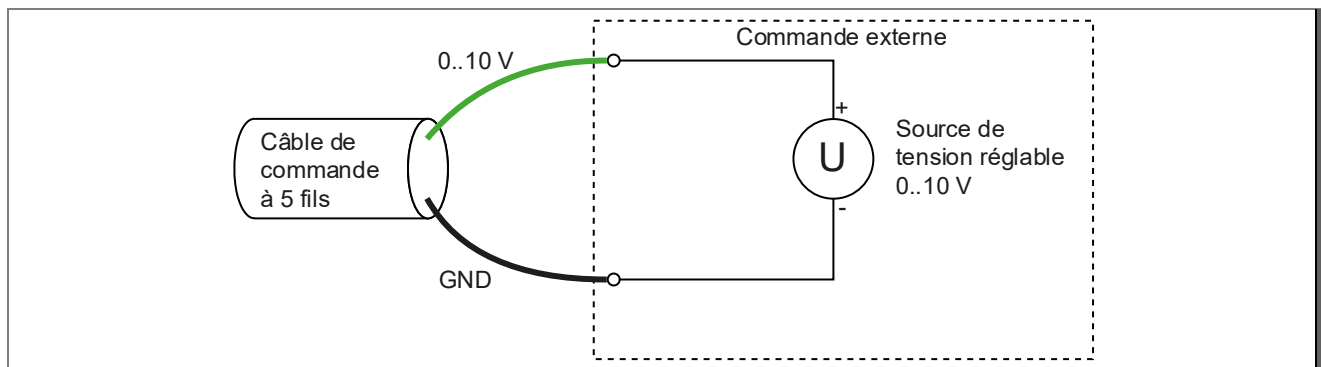 Commande externe
0..10 V
+
Câble de
commande
à 5 fils
U
Source de
tension réglable
0..10 V
-
GND